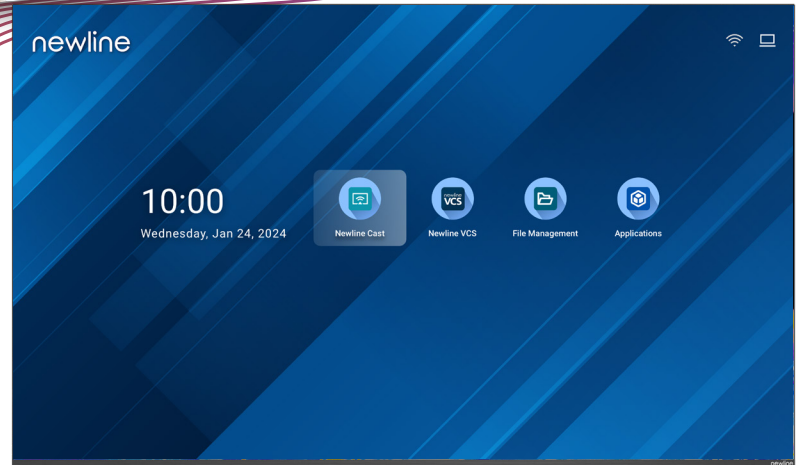 newline
10:00
Wednesday, Jan 24, 2024
Newline Cast
newline
VCS
Newline VCS
File Management
Applications
newline